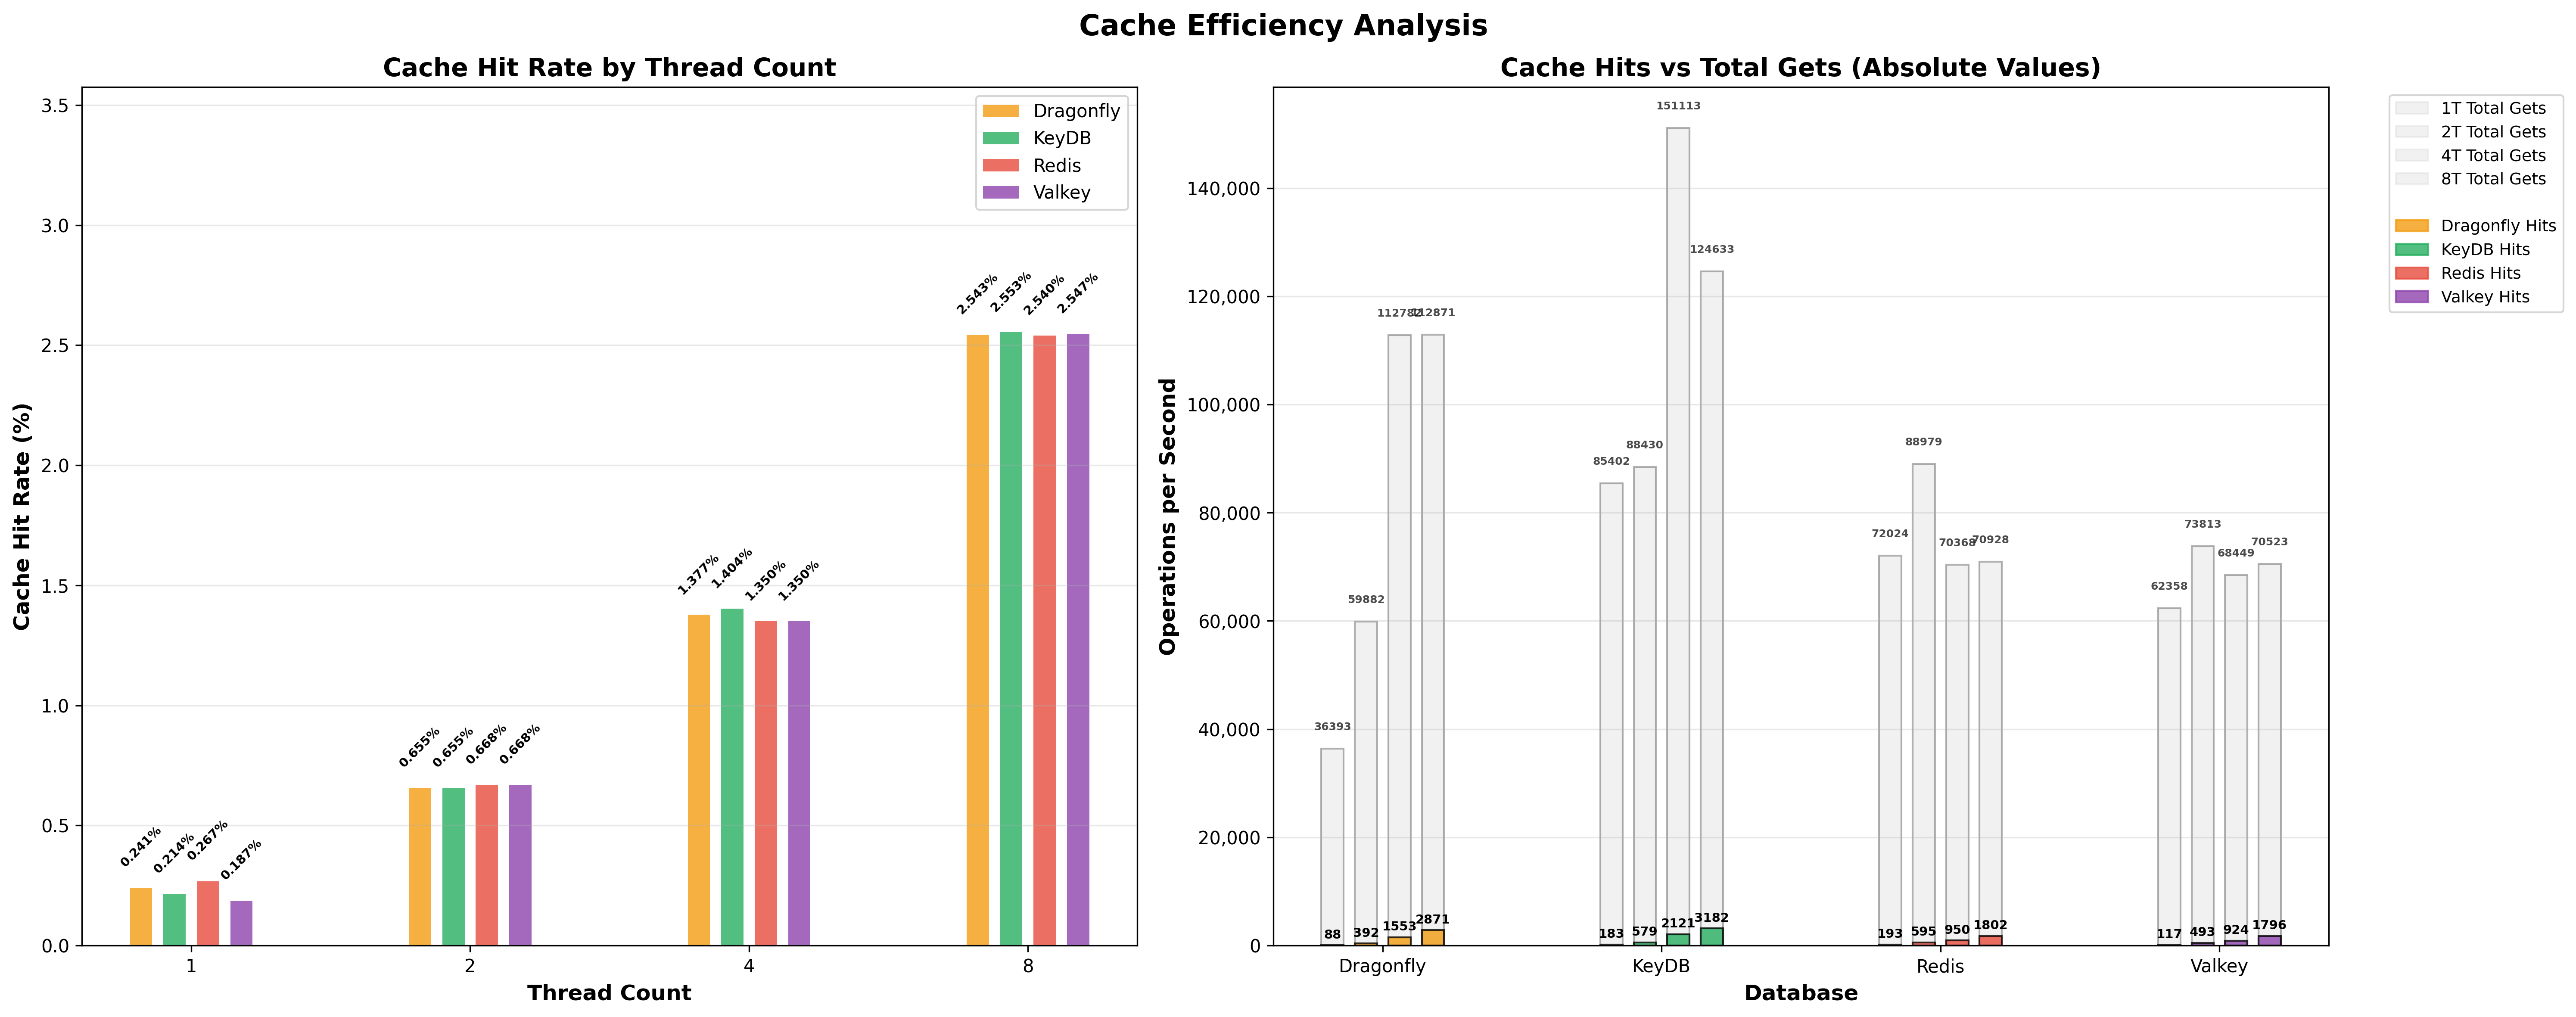 Cache Efficiency Analysis
Cache Hit Rate by Thread Count
Cache Hit Rate (%)
3.5
3.0
2.5
2.0
1.5
1.0
0.5
0.0
Dragonfly
KeyDB
Redis
Valkey
0.241%
0.214%
0.267%
0.187%
0.655%
0.655%
0.668%
0.668%
1.377%
1.404%
1.350%
1.350%
2.543%
2.553%
2.540%
2.547%
1
2
4
8
Thread Count
Cache Hits vs Total Gets (Absolute Values)
Operations per Second
140,000
120,000
100,000
80,000
60,000
40,000
20,000
0
36393
59882
112782
112871
85402
88430
151113
124633
72024
88979
70368
70928
62358
73813
68449
70523
88
392
1553
2871
183
579
2121
3182
193
595
950
1802
117
493
924
1796
Dragonfly
KeyDB
Redis
Valkey
Database
1T Total Gets
2T Total Gets
4T Total Gets
8T Total Gets
Dragonfly Hits
KeyDB Hits
Redis Hits
Valkey Hits